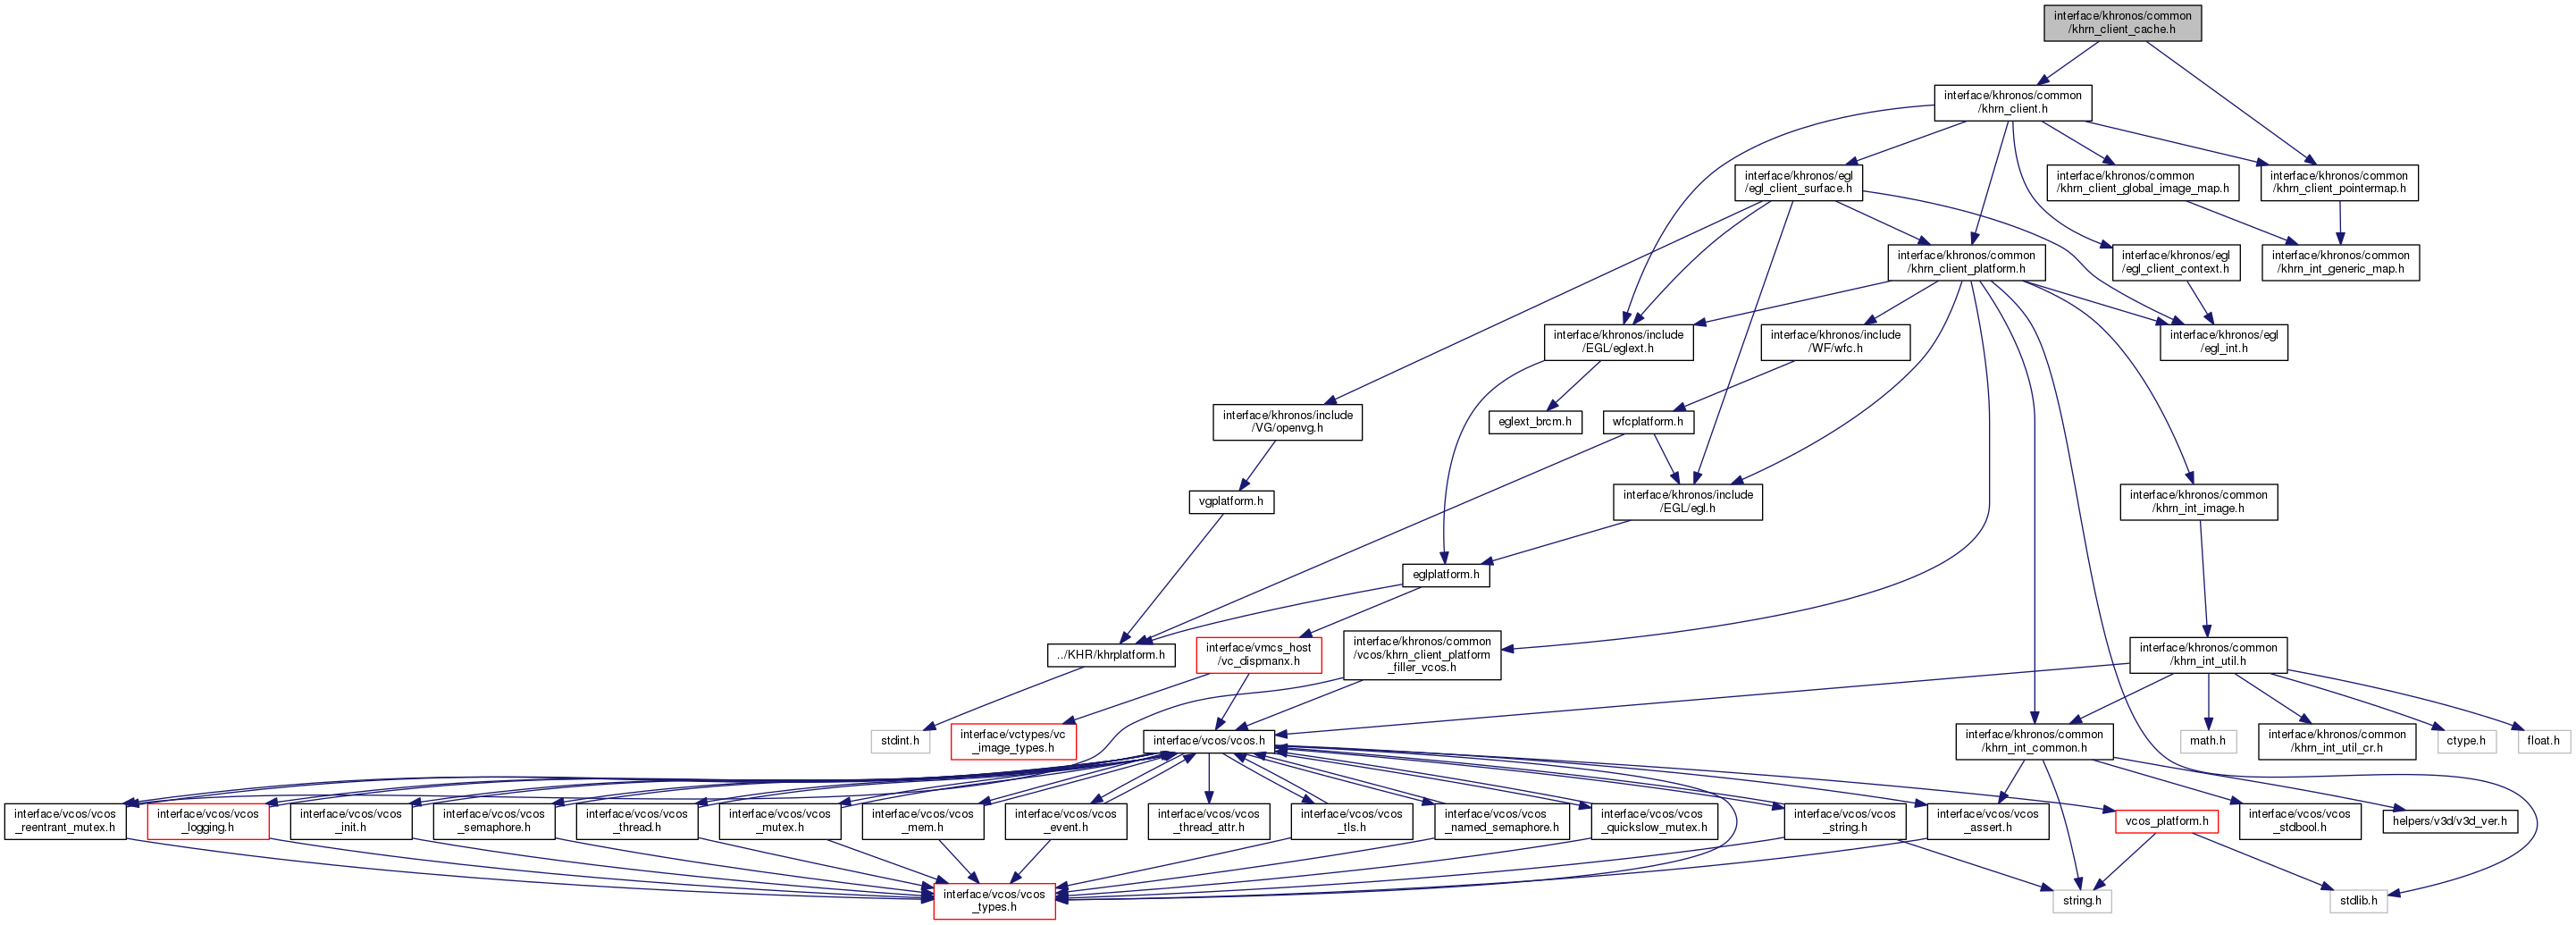 interface/khronos/common
/khrn_client_cache.h
interface/khronos/common
/khrn_client.h
interface/khronos/egl
/egl_client_surface.h
interface/khronos/common
/khrn_client_global_image_map.h
interface/khronos/common
/khrn_client_pointermap.h
interface/khronos/common
/khrn_client_platform.h
interface/khronos/egl
/egl_client_context.h
interface/khronos/common
/khrn_int_generic_map.h
interface/khronos/include
/EGL/eglext.h
interface/khronos/include
/WF/wfc.h
interface/khronos/egl
/egl_int.h
interface/khronos/include
/VG/openvg.h
eglext_brcm.h
wfcplatform.h
vgplatform.h
interface/khronos/include
/EGL/egl.h
interface/khronos/common
/khrn_int_image.h
eglplatform.h
../KHR/khrplatform.h
interface/vmcs_host
/vc_dispmanx.h
interface/khronos/common
/vcos/khrn_client_platform
_filler_vcos.h
interface/khronos/common
/khrn_int_util.h
stdint.h
interface/vctypes/vc
_image_types.h
interface/vcos/vcos.h
interface/khronos/common
/khrn_int_common.h
math.h
interface/khronos/common
/khrn_int_util_cr.h
ctype.h
float.h
interface/vcos/vcos
_reentrant_mutex.h
interface/vcos/vcos
_logging.h
interface/vcos/vcos
_init.h
interface/vcos/vcos
_semaphore.h
interface/vcos/vcos
_thread.h
interface/vcos/vcos
_mutex.h
interface/vcos/vcos
_mem.h
interface/vcos/vcos
_event.h
interface/vcos/vcos
_thread_attr.h
interface/vcos/vcos
_tls.h
interface/vcos/vcos
_named_semaphore.h
interface/vcos/vcos
_quickslow_mutex.h
interface/vcos/vcos
_string.h
interface/vcos/vcos
_assert.h
vcos_platform.h
interface/vcos/vcos
_stdbool.h
helpers/v3d/v3d_ver.h
interface/vcos/vcos
_types.h
string.h
stdlib.h